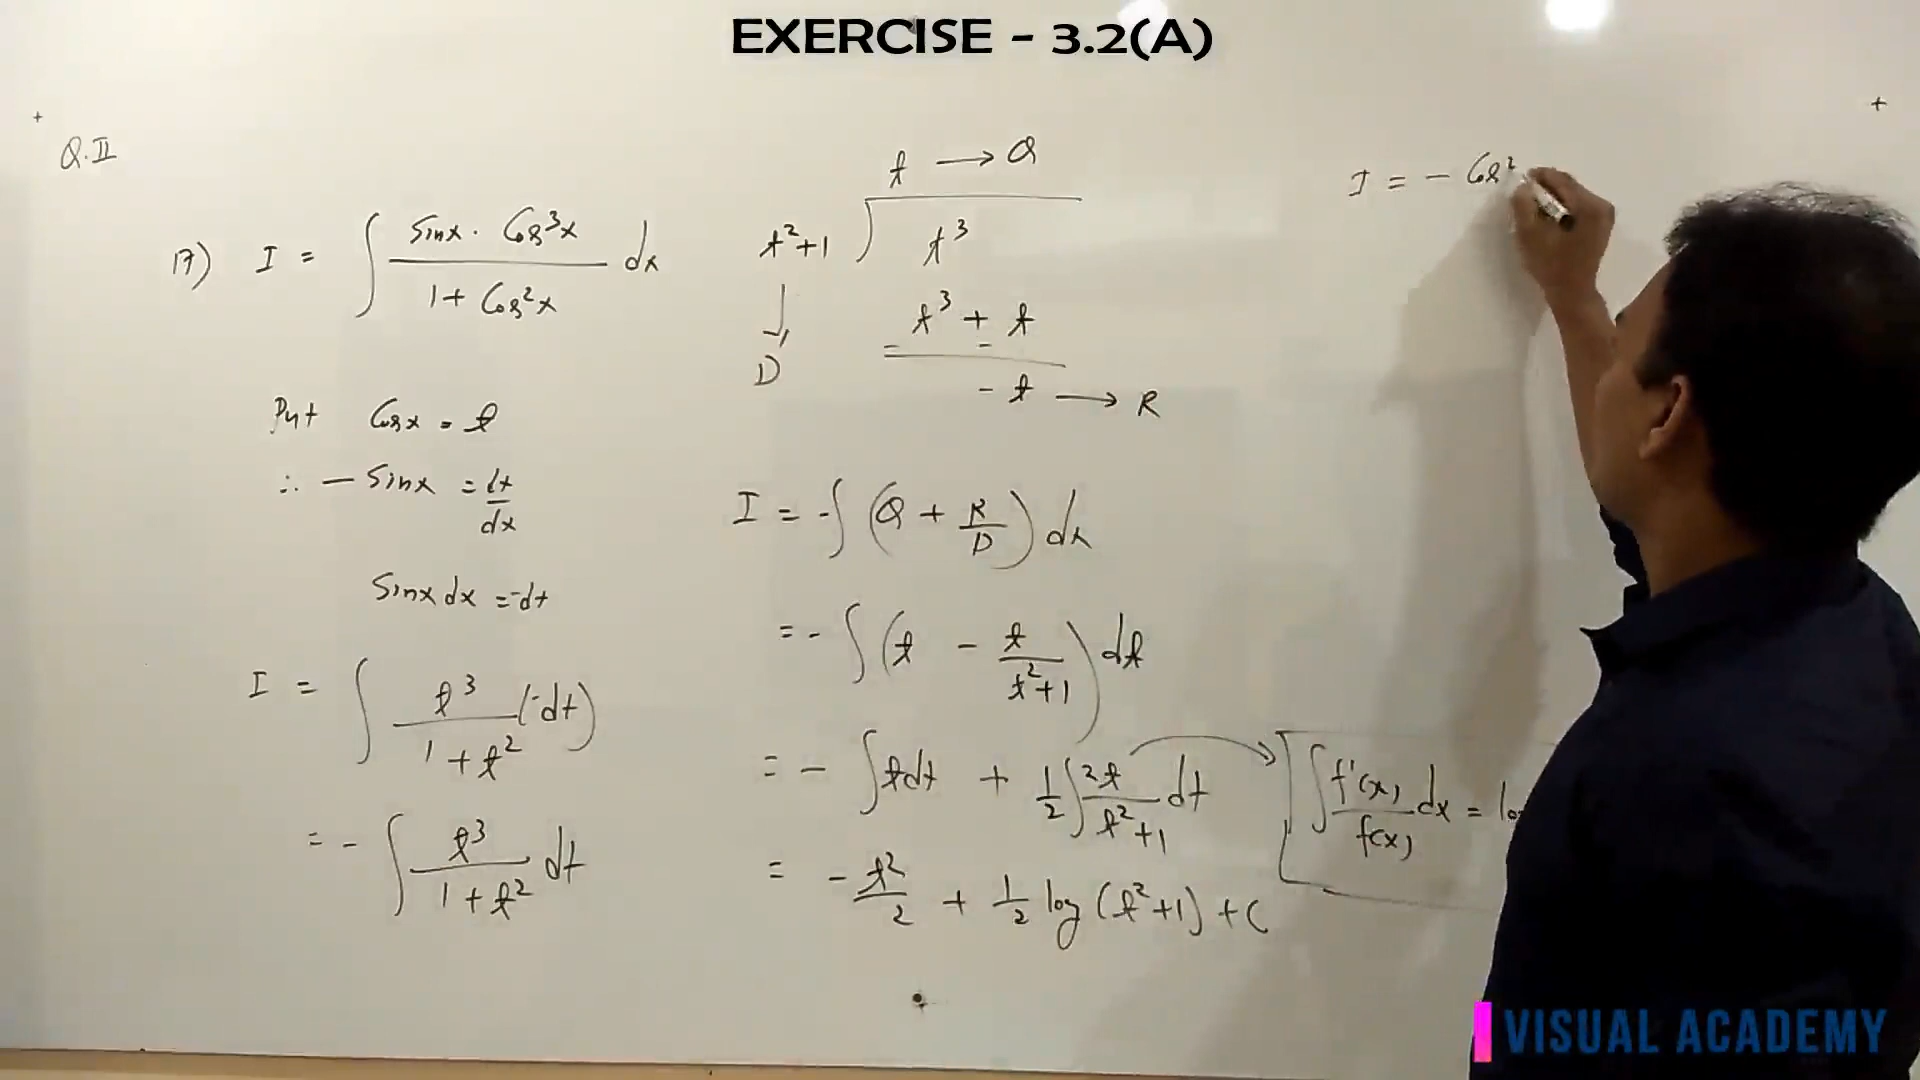 EXERCISE - 3.2(A)
Q.II
17) I = ∫ (Sinx · Cos³x)/(1 + Cos²x) dx
Put Cosx = t
∴ - Sinx = dt/dx
Sinx dx = -dt
I = ∫ t³/(1 + t²) (-dt)
= - ∫ t³/(1 + t²) dt
t → Q
t²+1 ) t³
↓ t³ + t
D - -
- t → R
I = -∫ (Q + R/D) dx
= - ∫ (t - t/(t²+1)) dt
= - ∫ t dt + 1/2 ∫ 2t/(t²+1) dt
= - t²/2 + 1/2 log (t²+1) + C
∫ f'(x)/f(x) dx = lo
I = - Cos²
VISUAL ACADEMY